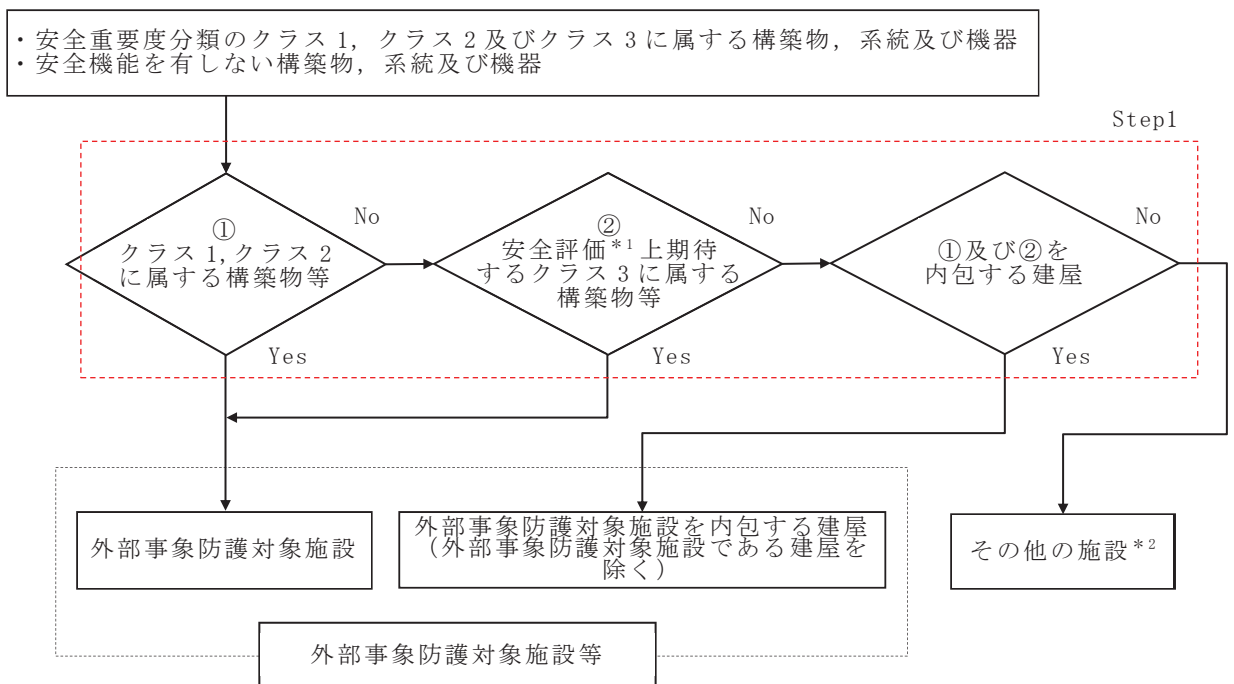 ・安全重要度分類のクラス1，クラス2及びクラス3に属する構築物，系統及び機器
・安全機能を有しない構築物，系統及び機器
Step1
①
クラス1,クラス2
に属する構築物等
No
Yes
②
安全評価*1上期待
するクラス3に属する
構築物等
No
Yes
①及び②を
内包する建屋
No
Yes
外部事象防護対象施設
外部事象防護対象施設を内包する建屋
（外部事象防護対象施設である建屋を
除く）
その他の施設*2
外部事象防護対象施設等